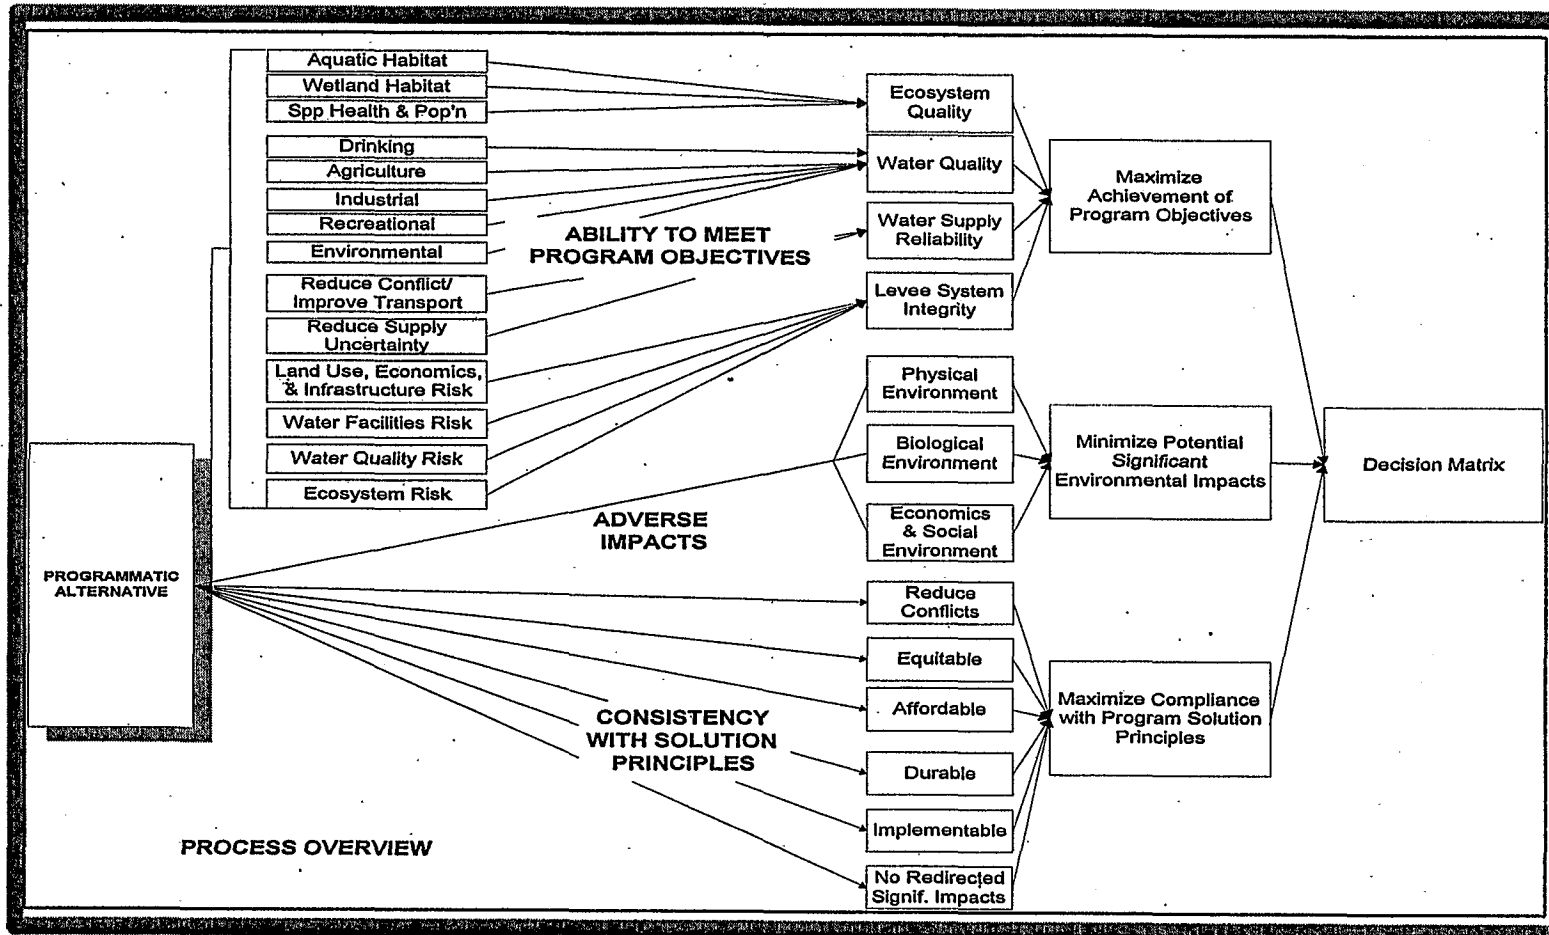 Aquatic Habitat
Wetland Habitat
Spp Health & Pop'n
Drinking
Agriculture
Industrial
Recreational
Environmental
Reduce Conflict/
Improve Transport
Reduce Supply
Uncertainty
Land Use, Economics,
& Infrastructure Risk
Water Facilities Risk
Water Quality Risk
Ecosystem Risk
PROGRAMMATIC
ALTERNATIVE
ABILITY TO MEET
PROGRAM OBJECTIVES
ADVERSE
IMPACTS
CONSISTENCY
WITH SOLUTION
PRINCIPLES
Ecosystem
Quality
Water Quality
Water Supply
Reliability
Levee System
Integrity
Physical
Environment
Biological
Environment
Economics
& Social
Environment
Reduce
Conflicts
Equitable
Affordable
Durable
Implementable
No Redirected
Signif. Impacts
Maximize
Achievement of
Program Objectives
Minimize Potential
Significant
Environmental Impacts
Maximize Compliance
with Program Solution
Principles
Decision Matrix
PROCESS OVERVIEW